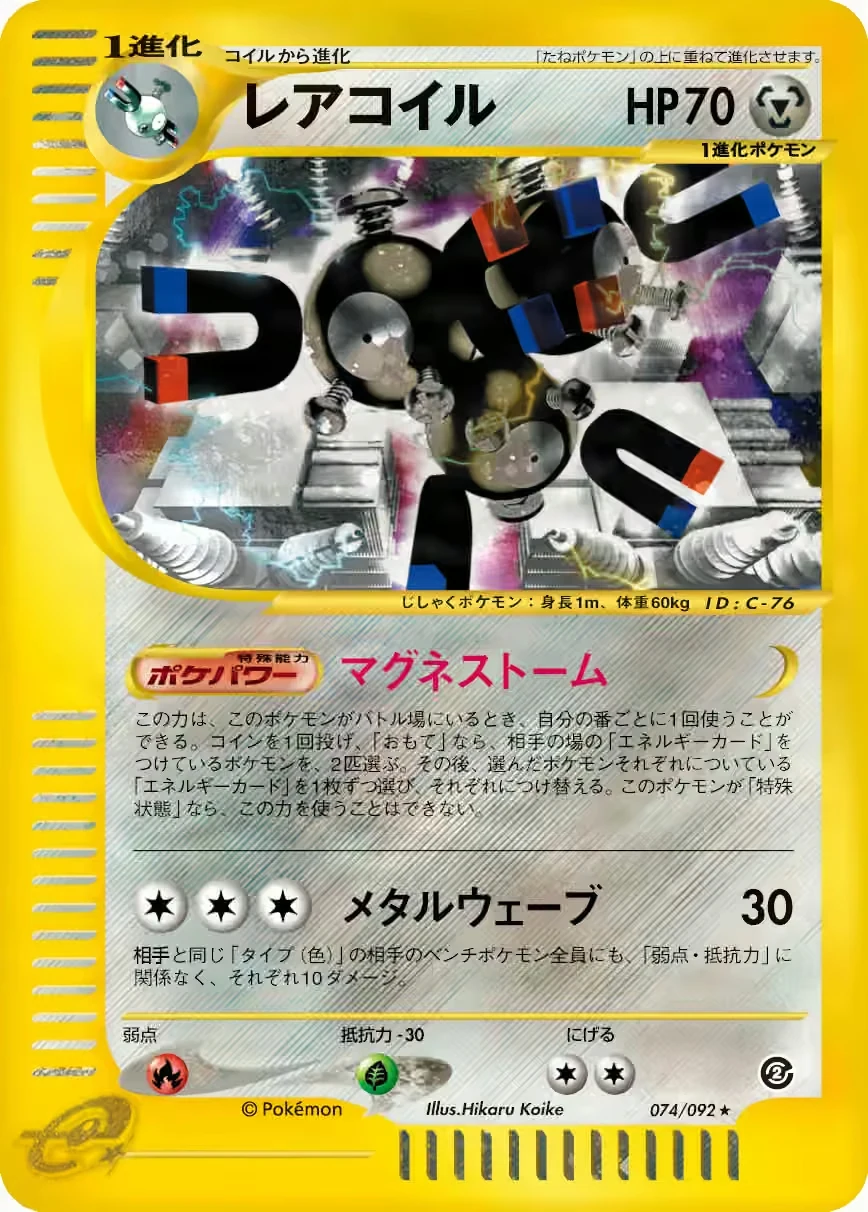 1進化
コイルから進化
「たねポケモン」の上に重ねて進化させます。
レアコイル
HP70
1進化ポケモン
じしゃくポケモン：身長1m、体重60kg ID:C-76
特殊能力
ポケパワー
マグネストーム
この力は、このポケモンがバトル場にいるとき、自分の番ごとに1回使うことが
できる。コインを1回投げ、「おもて」なら、相手の場の「エネルギーカード」を
つけているポケモンを、2匹選ぶ。その後、選んだポケモンそれぞれについている
「エネルギーカード」を1枚ずつ選び、それぞれにつけ替える。このポケモンが「特殊
状態」なら、この力を使うことはできない。
メタルウェーブ 30
相手と同じ「タイプ（色）」の相手のベンチポケモン全員にも、「弱点・抵抗力」に
関係なく、それぞれ10ダメージ。
弱点 抵抗力 -30 にげる
2
© Pokémon Illus.Hikaru Koike 074/092 ★
e